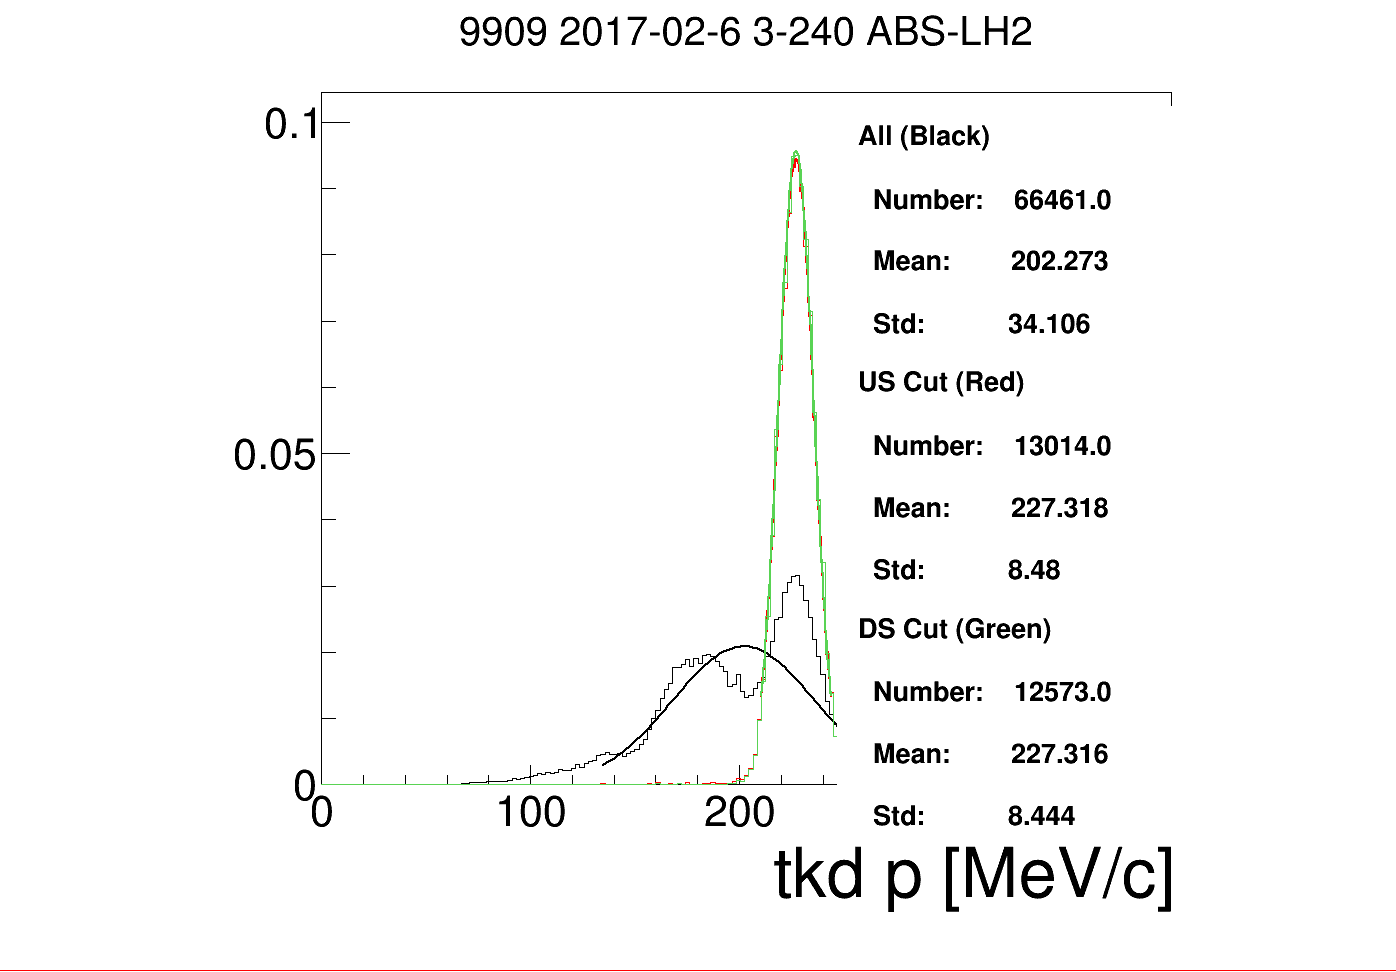 9909 2017-02-6 3-240 ABS-LH2
0.1
0.05
0
0 100 200
tkd p [MeV/c]
All (Black)
Number: 66461.0
Mean: 202.273
Std: 34.106
US Cut (Red)
Number: 13014.0
Mean: 227.318
Std: 8.48
DS Cut (Green)
Number: 12573.0
Mean: 227.316
Std: 8.444